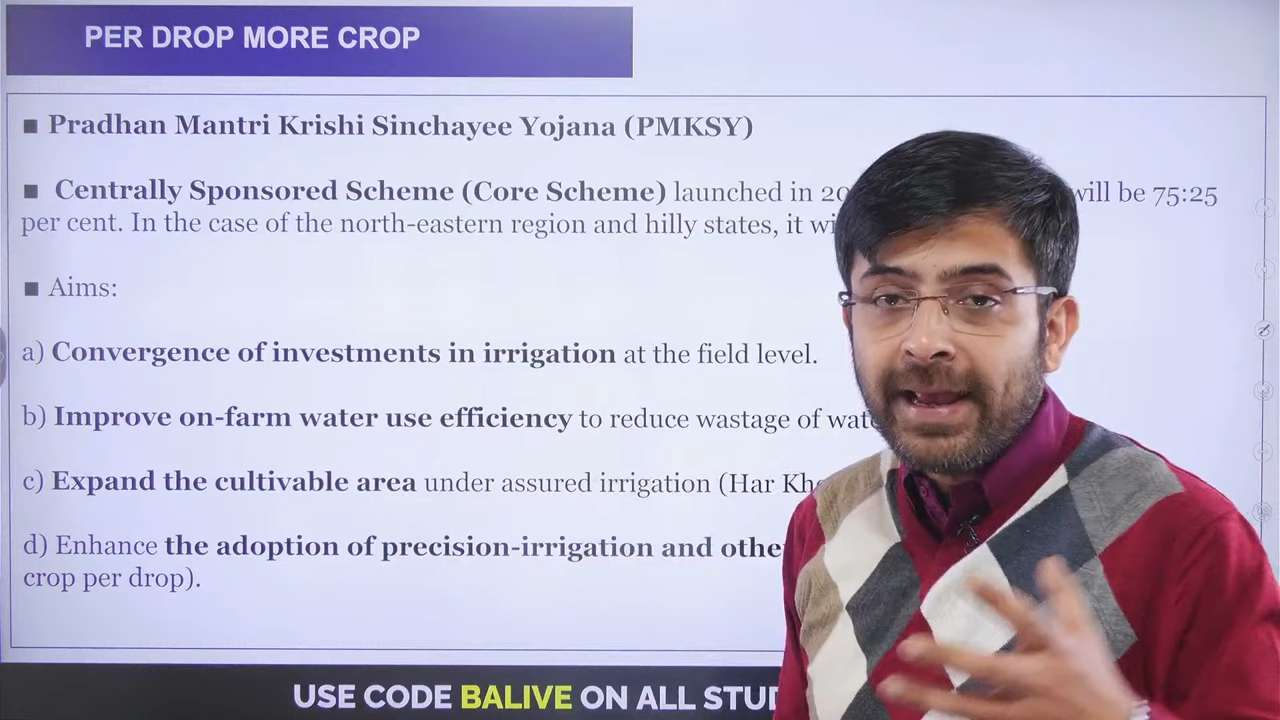 PER DROP MORE CROP
■ Pradhan Mantri Krishi Sinchayee Yojana (PMKSY)
■ Centrally Sponsored Scheme (Core Scheme) launched in will be 75:25
per cent. In the case of the north-eastern region and hilly states, it
■ Aims:
a) Convergence of investments in irrigation at the field level.
b) Improve on-farm water use efficiency to reduce wastage of
c) Expand the cultivable area under assured irrigation (Har
d) Enhance the adoption of precision-irrigation and
crop per drop).
USE CODE BALIVE ON ALL